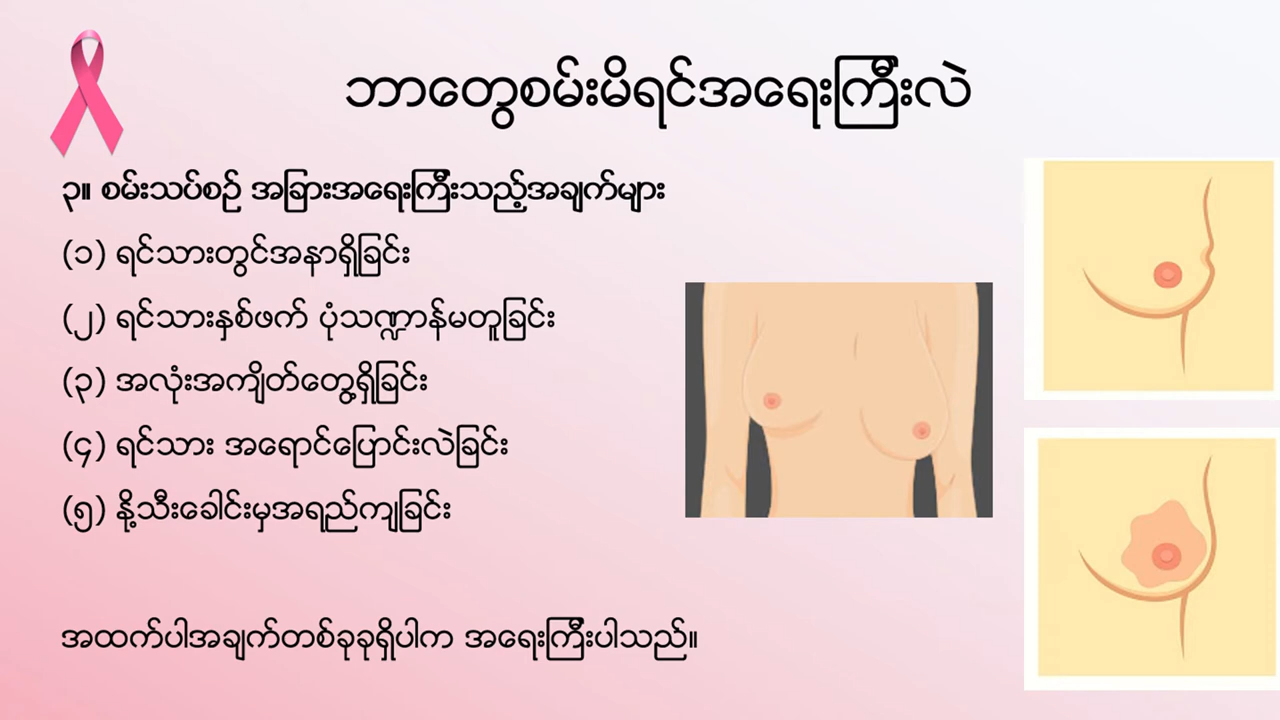 ဘာတွေစမ်းမိရင်အရေးကြီးလဲ
၃။ စမ်းသပ်စဉ် အခြားအရေးကြီးသည့်အချက်များ
(၁) ရင်သားတွင်အနာရှိခြင်း
(၂) ရင်သားနှစ်ဖက် ပုံသဏ္ဍာန်မတူခြင်း
(၃) အလုံးအကျိတ်တွေ့ရှိခြင်း
(၄) ရင်သား အရောင်ပြောင်းလဲခြင်း
(၅) နို့သီးခေါင်းမှအရည်ကျခြင်း
အထက်ပါအချက်တစ်ခုခုရှိပါက အရေးကြီးပါသည်။